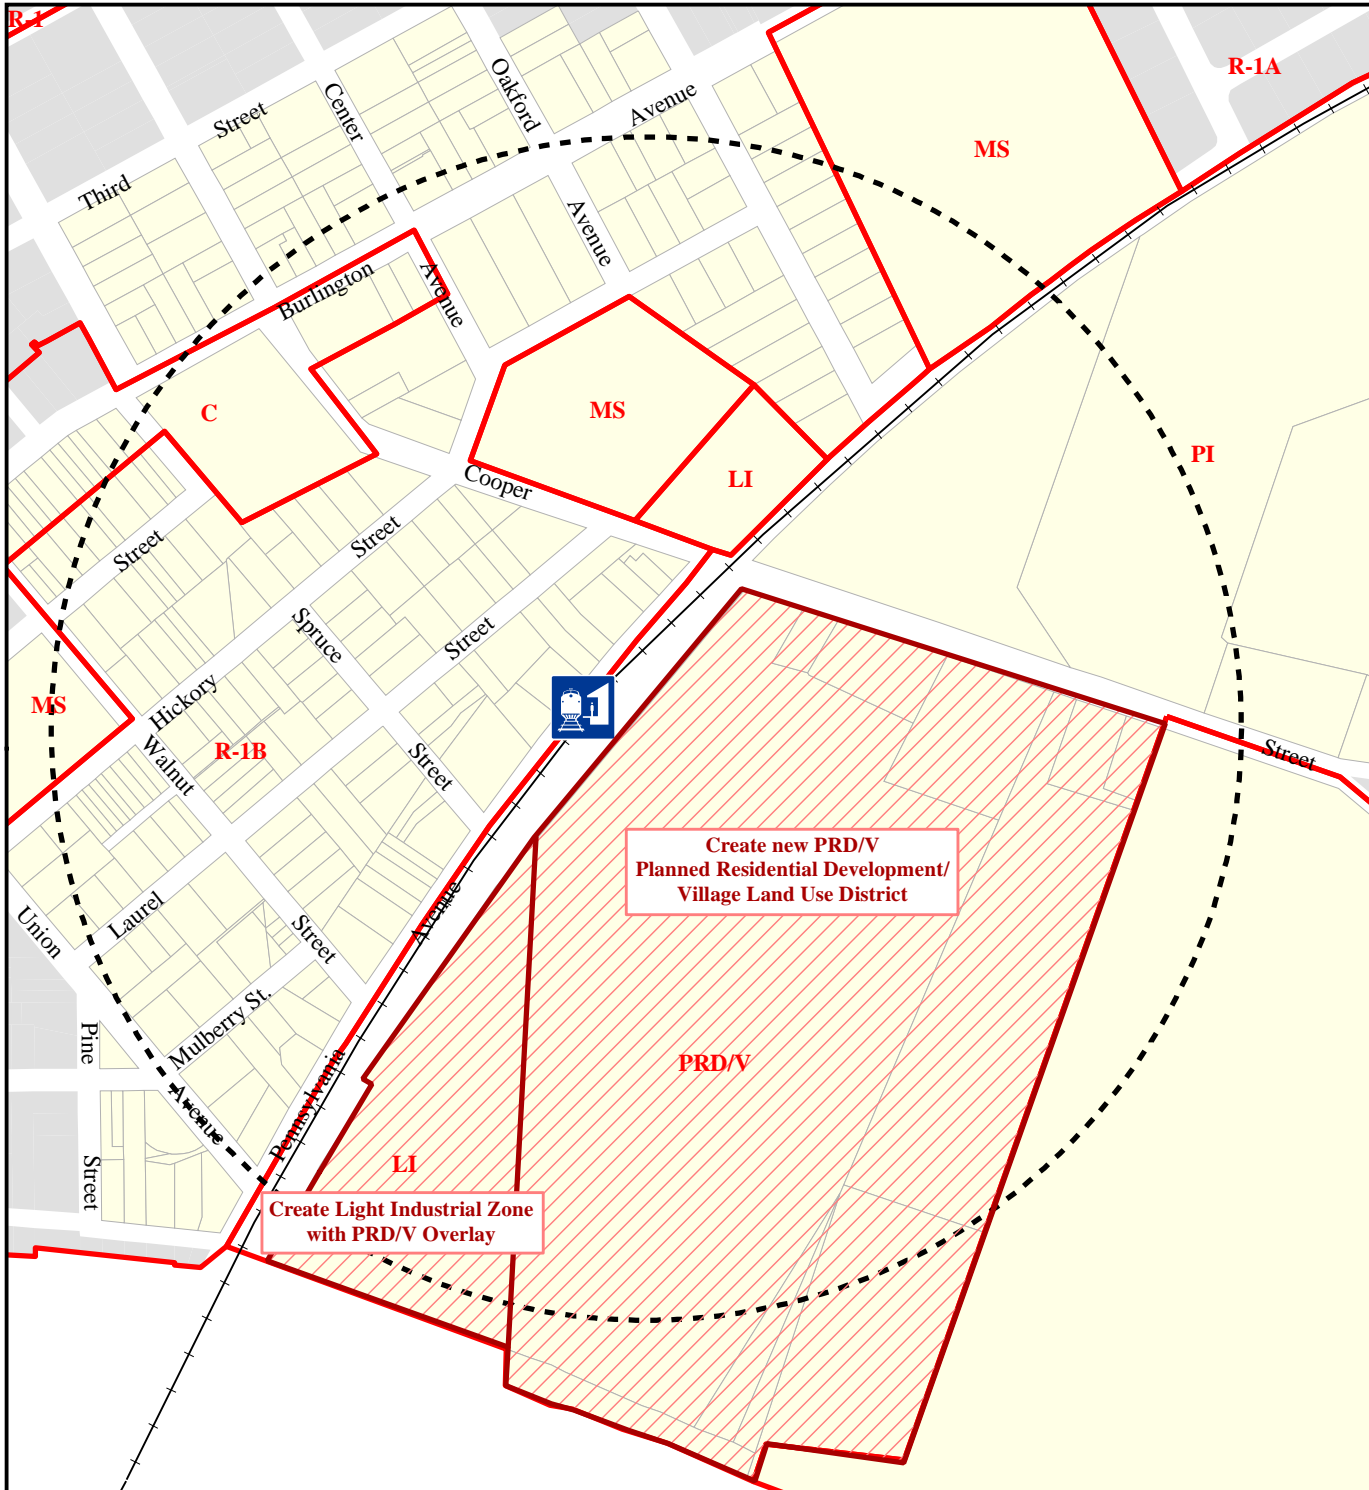 R-1
R-1A
Oakford
Center
Street
Avenue
MS
Third
Avenue
Burlington
Avenue
C
MS
PI
LI
Cooper
Street
Street
Spruce
Street
Hickory
MS
R-1B
Walnut
Street
Street
Create new PRD/V
Planned Residential Development/
Village Land Use District
Avenue
Laurel
Union
Street
Mulberry St.
Pine
PRD/V
Pennsylvania
Avenue
LI
Street
Create Light Industrial Zone
with PRD/V Overlay